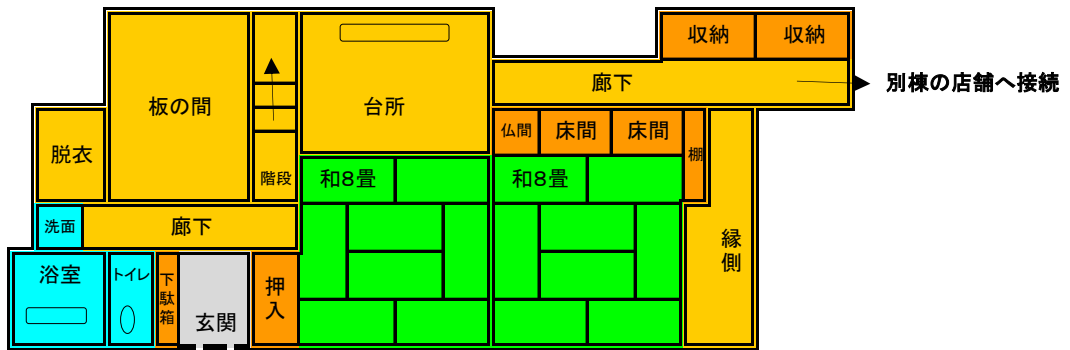 収納
収納
廊下
別棟の店舗へ接続
板の間
台所
仏間
床間
床間
棚
脱衣
階段
和８畳
和８畳
洗面
廊下
縁側
浴室
トイレ
下駄箱
押入
玄関